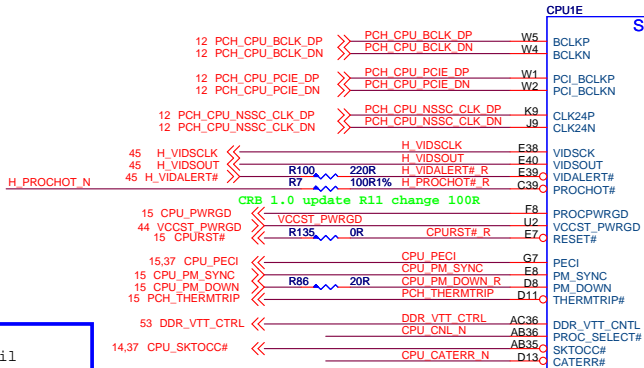 CPU1E
S
12 PCH_CPU_BCLK_DP PCH_CPU_BCLK_DP W5 BCLKP
12 PCH_CPU_BCLK_DN PCH_CPU_BCLK_DN W4 BCLKN
12 PCH_CPU_PCIE_DP PCH_CPU_PCIE_DP W1 PCI_BCLKP
12 PCH_CPU_PCIE_DN PCH_CPU_PCIE_DN W2 PCI_BCLKN
12 PCH_CPU_NSSC_CLK_DP PCH_CPU_NSSC_CLK_DP K9 CLK24P
12 PCH_CPU_NSSC_CLK_DN PCH_CPU_NSSC_CLK_DN J9 CLK24N
45 H_VIDSCLK H_VIDSCLK E38 VIDSCK
45 H_VIDSOUT H_VIDSOUT E40 VIDSOUT
45 H_VIDALERT# R100 220R H_VIDALERT#_R E39 VIDALERT#
H_PROCHOT_N R7 100R1% H_PROCHOT#_R C39 PROCHOT#
CRB 1.0 update R11 change 100R
15 CPU_PWRGD F8 PROCPWRGD
44 VCCST_PWRGD VCCST_PWRGD U2 VCCST_PWRGD
15 CPURST# R135 0R CPURST#_R E7 RESET#
15,37 CPU_PECI CPU_PECI G7 PECI
15 CPU_PM_SYNC CPU_PM_SYNC E8 PM_SYNC
15 CPU_PM_DOWN R86 20R CPU_PM_DOWN_R D8 PM_DOWN
15 PCH_THERMTRIP PCH_THERMTRIP D11 THERMTRIP#
53 DDR_VTT_CTRL DDR_VTT_CTRL AC36 DDR_VTT_CNTL
CPU_CNL_N AB36 PROC_SELECT#
14,37 CPU_SKTOCC# AB35 SKTOCC#
CPU_CATERR_N D13 CATERR#
il